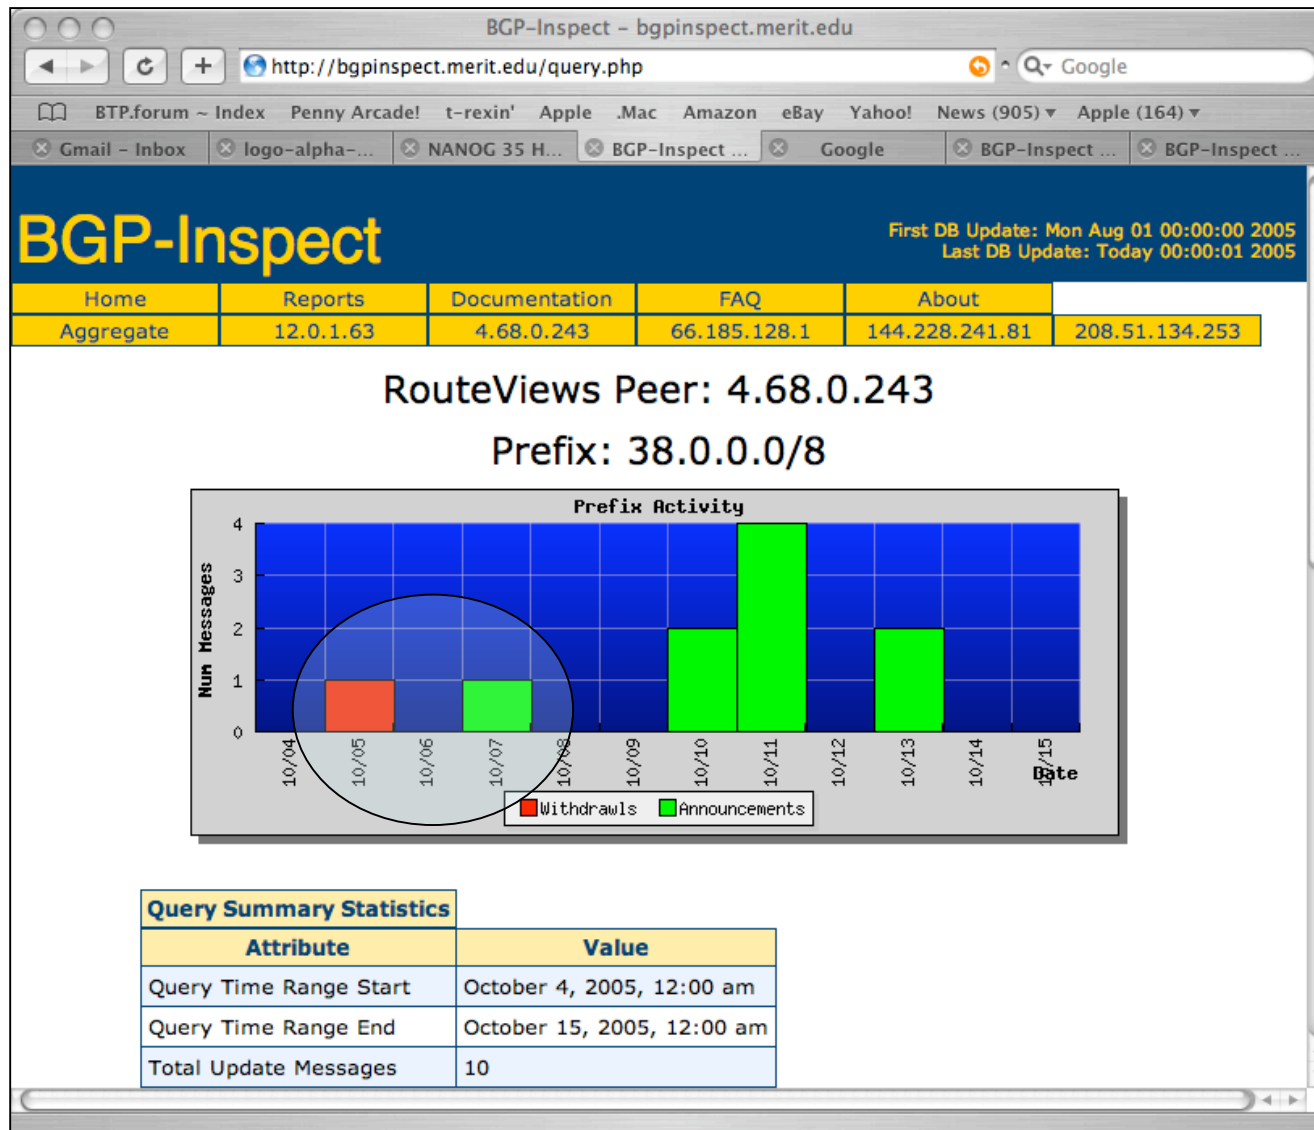 BGP-Inspect – bgpinspect.merit.edu
http://bgpinspect.merit.edu/query.php
Google
BTP.forum ~ Index Penny Arcade! t-rexin' Apple .Mac Amazon eBay Yahoo! News (905) ▾ Apple (164) ▾
Gmail – Inbox logo-alpha-... NANOG 35 H... BGP-Inspect ... Google BGP-Inspect ... BGP-Inspect ...
BGP-Inspect
First DB Update: Mon Aug 01 00:00:00 2005
Last DB Update: Today 00:00:01 2005
Home Reports Documentation FAQ About
Aggregate 12.0.1.63 4.68.0.243 66.185.128.1 144.228.241.81 208.51.134.253
RouteViews Peer: 4.68.0.243
Prefix: 38.0.0.0/8
Prefix Activity
Num Messages
4
3
2
1
0
10/04 10/05 10/06 10/07 10/08 10/09 10/10 10/11 10/12 10/13 10/14 10/15
Date
Withdrawls Announcements
Query Summary Statistics
Attribute Value
Query Time Range Start October 4, 2005, 12:00 am
Query Time Range End October 15, 2005, 12:00 am
Total Update Messages 10